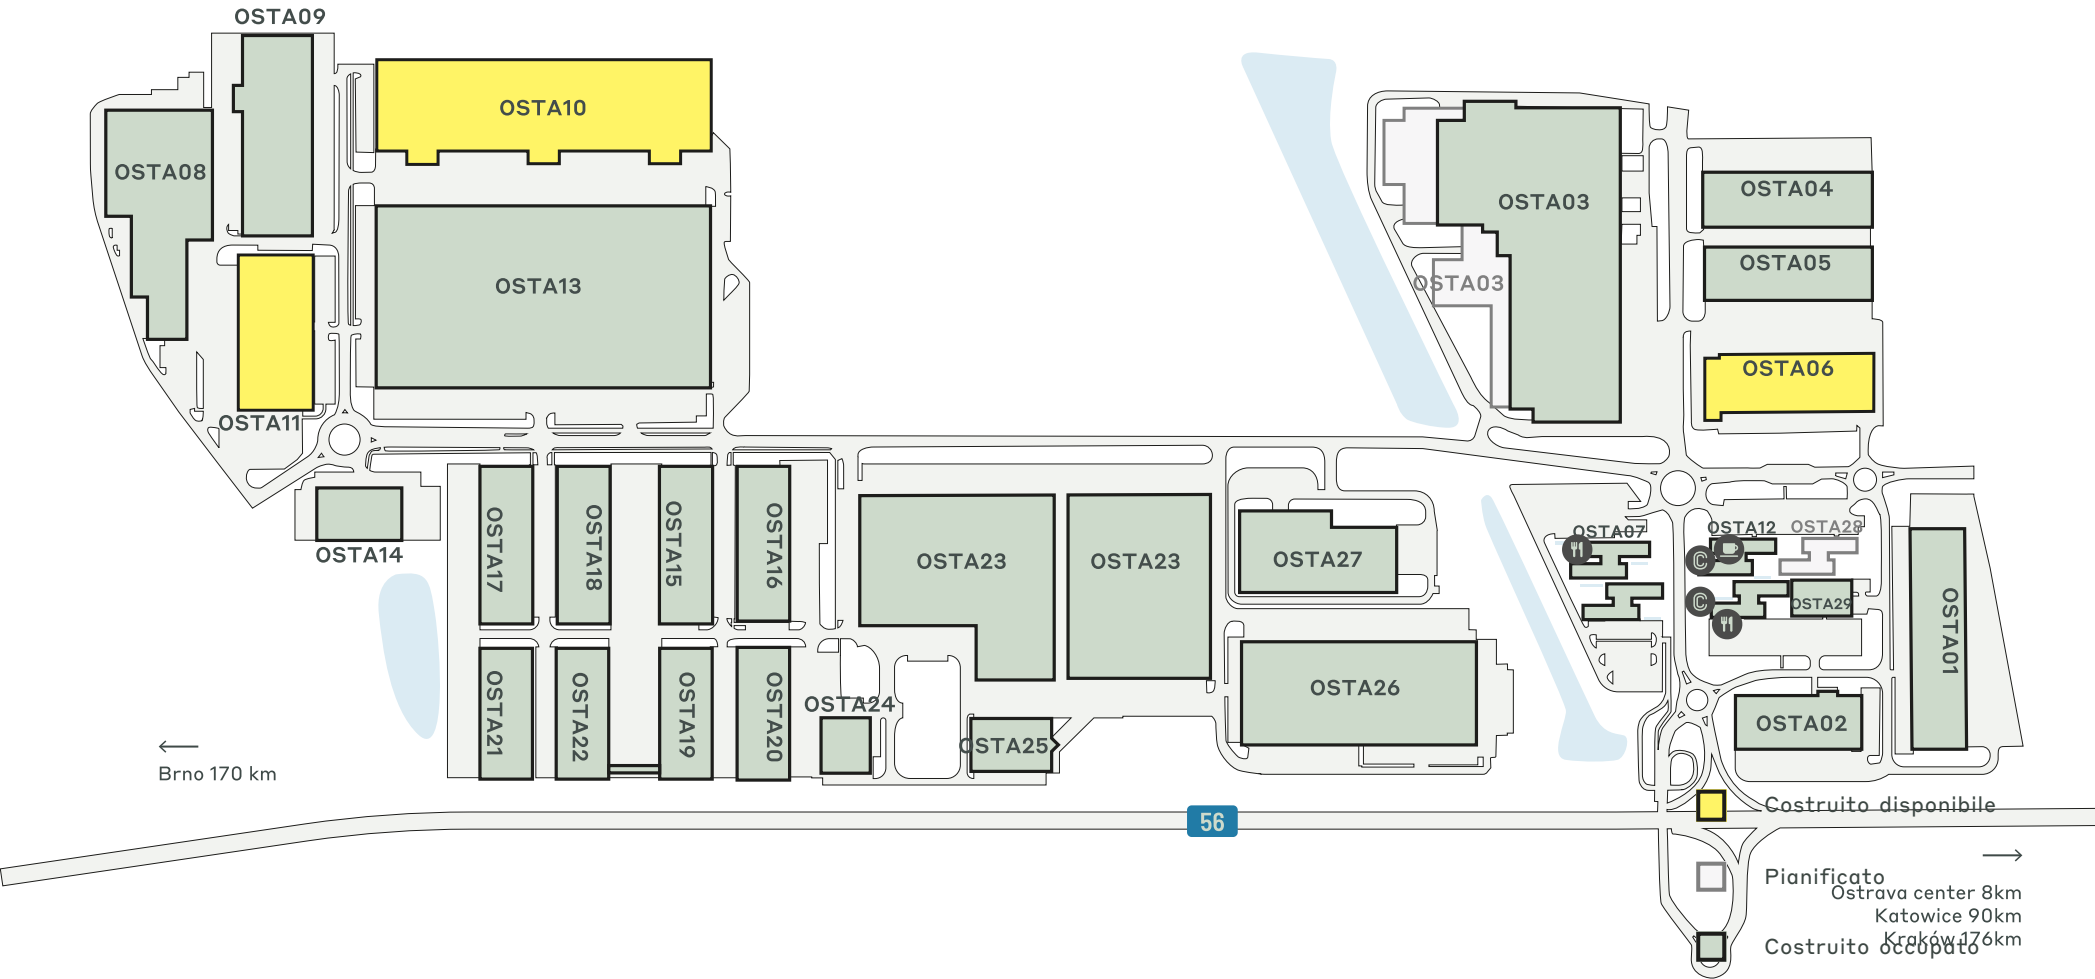 OSTA09
OSTA10
OSTA08
OSTA03
OSTA04
OSTA05
OSTA13
OSTA03
OSTA06
OSTA11
OSTA14
OSTA17
OSTA18
OSTA15
OSTA16
OSTA23
OSTA23
OSTA27
OSTA07
OSTA12
OSTA28
OSTA29
OSTA01
OSTA21
OSTA22
OSTA19
OSTA20
OSTA24
OSTA25
OSTA26
OSTA02
C
C
Brno 170 km
56
Costruito disponibile
Pianificato
Ostrava center 8km
Katowice 90km
Kraków 176km
Costruito occupato